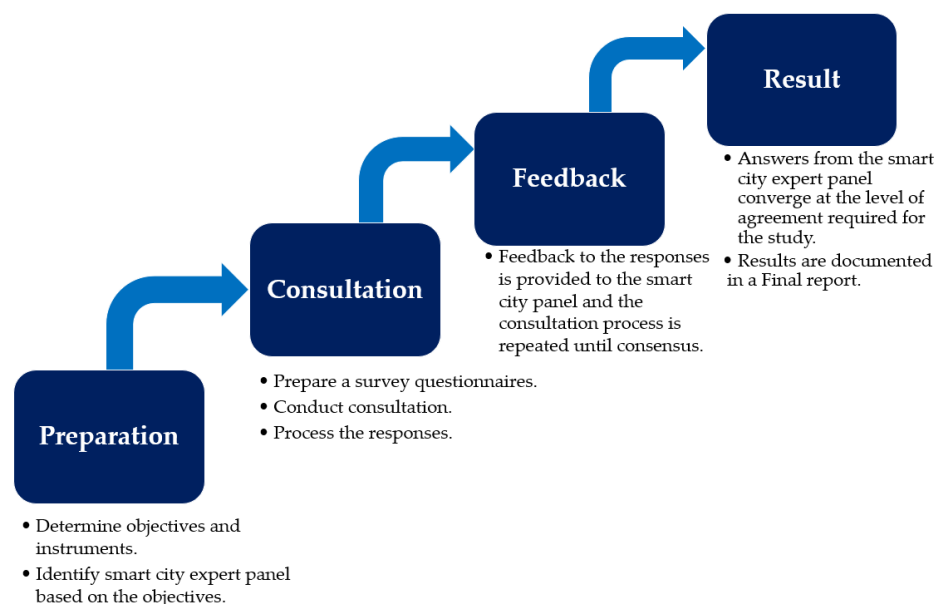 Preparation
• Determine objectives and
instruments.
• Identify smart city expert panel
based on the objectives.
Consultation
• Prepare a survey questionnaires.
• Conduct consultation.
• Process the responses.
Feedback
• Feedback to the responses
is provided to the smart
city panel and the
consultation process is
repeated until consensus.
Result
• Answers from the smart
city expert panel
converge at the level of
agreement required for
the study.
• Results are documented
in a Final report.